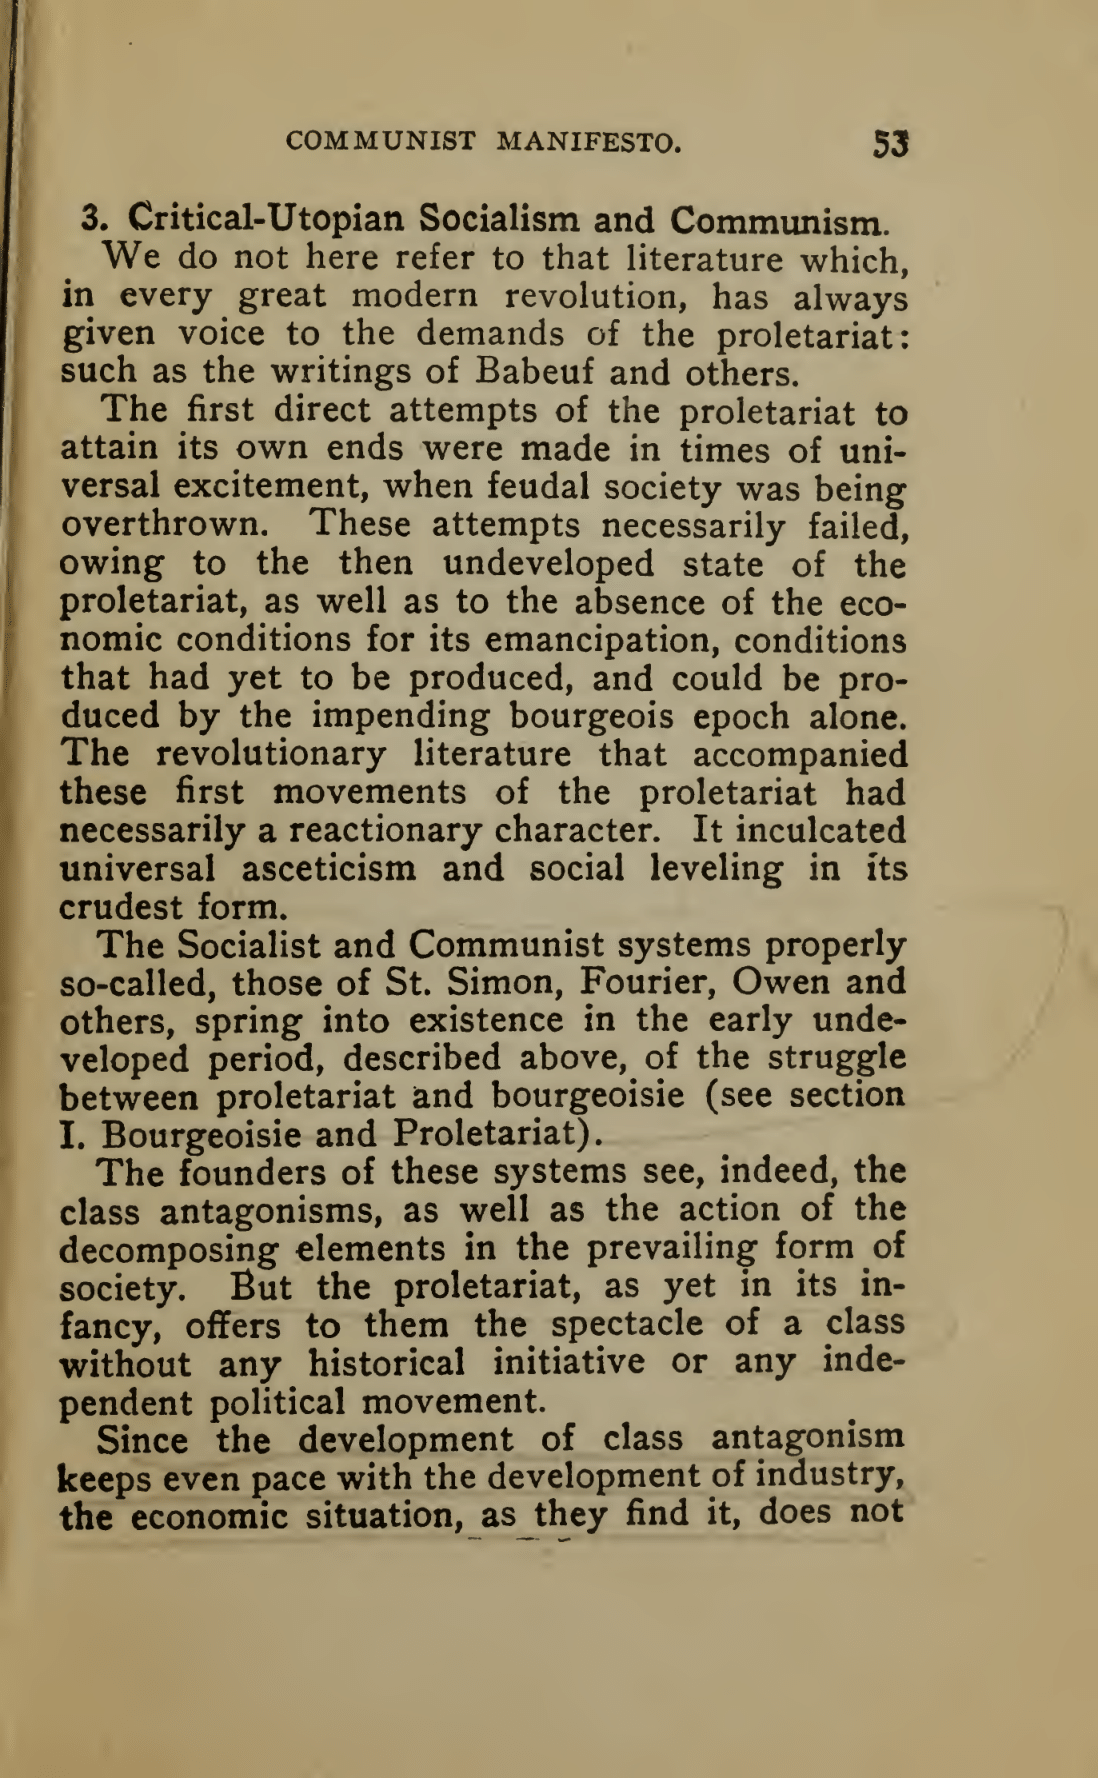 COMMUNIST MANIFESTO. 53
3. Critical-Utopian Socialism and Communism.
We do not here refer to that literature which,
in every great modern revolution, has always
given voice to the demands of the proletariat:
such as the writings of Babeuf and others.
The first direct attempts of the proletariat to
attain its own ends were made in times of uni-
versal excitement, when feudal society was being
overthrown. These attempts necessarily failed,
owing to the then undeveloped state of the
proletariat, as well as to the absence of the eco-
nomic conditions for its emancipation, conditions
that had yet to be produced, and could be pro-
duced by the impending bourgeois epoch alone.
The revolutionary literature that accompanied
these first movements of the proletariat had
necessarily a reactionary character. It inculcated
universal asceticism and social leveling in its
crudest form.
The Socialist and Communist systems properly
so-called, those of St. Simon, Fourier, Owen and
others, spring into existence in the early unde-
veloped period, described above, of the struggle
between proletariat and bourgeoisie (see section
I. Bourgeoisie and Proletariat).
The founders of these systems see, indeed, the
class antagonisms, as well as the action of the
decomposing elements in the prevailing form of
society. But the proletariat, as yet in its in-
fancy, offers to them the spectacle of a class
without any historical initiative or any inde-
pendent political movement.
Since the development of class antagonism
keeps even pace with the development of industry,
the economic situation, as they find it, does not